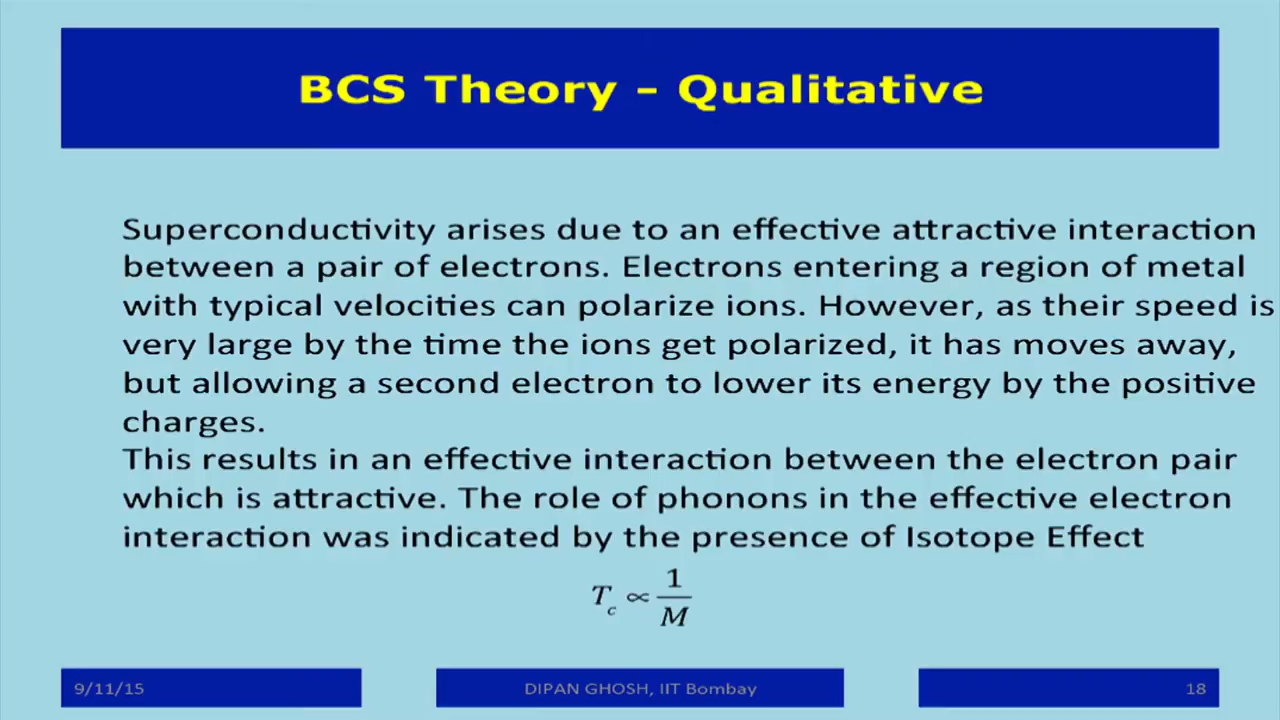 BCS Theory - Qualitative
Superconductivity arises due to an effective attractive interaction
between a pair of electrons. Electrons entering a region of metal
with typical velocities can polarize ions. However, as their speed is
very large by the time the ions get polarized, it has moves away,
but allowing a second electron to lower its energy by the positive
charges.
This results in an effective interaction between the electron pair
which is attractive. The role of phonons in the effective electron
interaction was indicated by the presence of Isotope Effect
T_c ∝ 1/M
9/11/15
DIPAN GHOSH, IIT Bombay
18